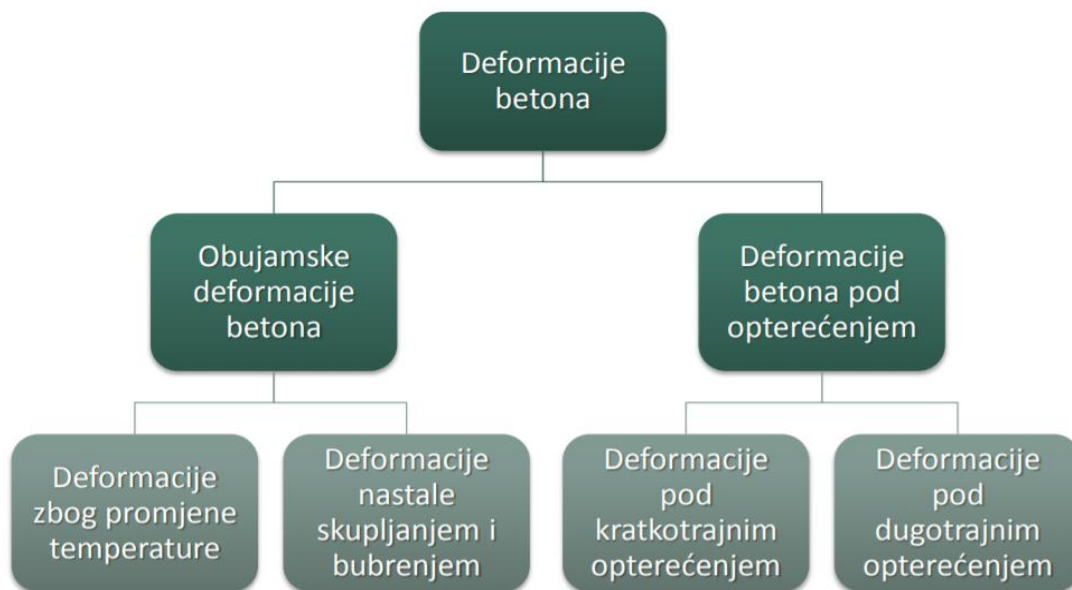 Deformacije
betona
Obujamske
deformacije
betona
Deformacije
betona pod
opterećenjem
Deformacije
zbog promjene
temperature
Deformacije
nastale
skupljanjem i
bubrenjem
Deformacije
pod
kratkotrajnim
opterećenjem
Deformacije
pod
dugotrajnim
opterećenjem